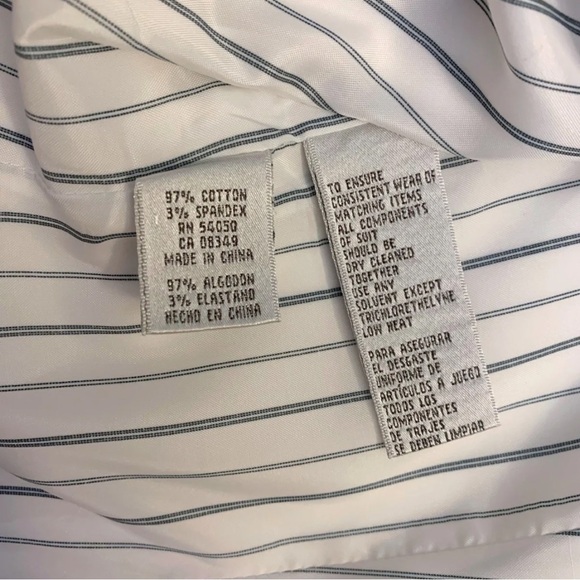 97% COTTON
3% SPANDEX
RN 54050
CA 08349
MADE IN CHINA
97% ALGODON
3% ELASTANO
HECHO EN CHINA
TO ENSURE
CONSISTENT WEAR OF
MATCHING ITEMS
ALL COMPONENTS
OF SUIT
SHOULD BE
DRY CLEANED
TOGETHER
USE ANY
SOLVENT EXCEPT
TRICHLORETHELYNE
LOW HEAT
PARA ASEGURAR
EL DESGASTE
UNIFORME DE
ARTICULOS A JUEGO
TODOS LOS
COMPONENTES
DE TRAJES
SE DEBEN LIMPIAR